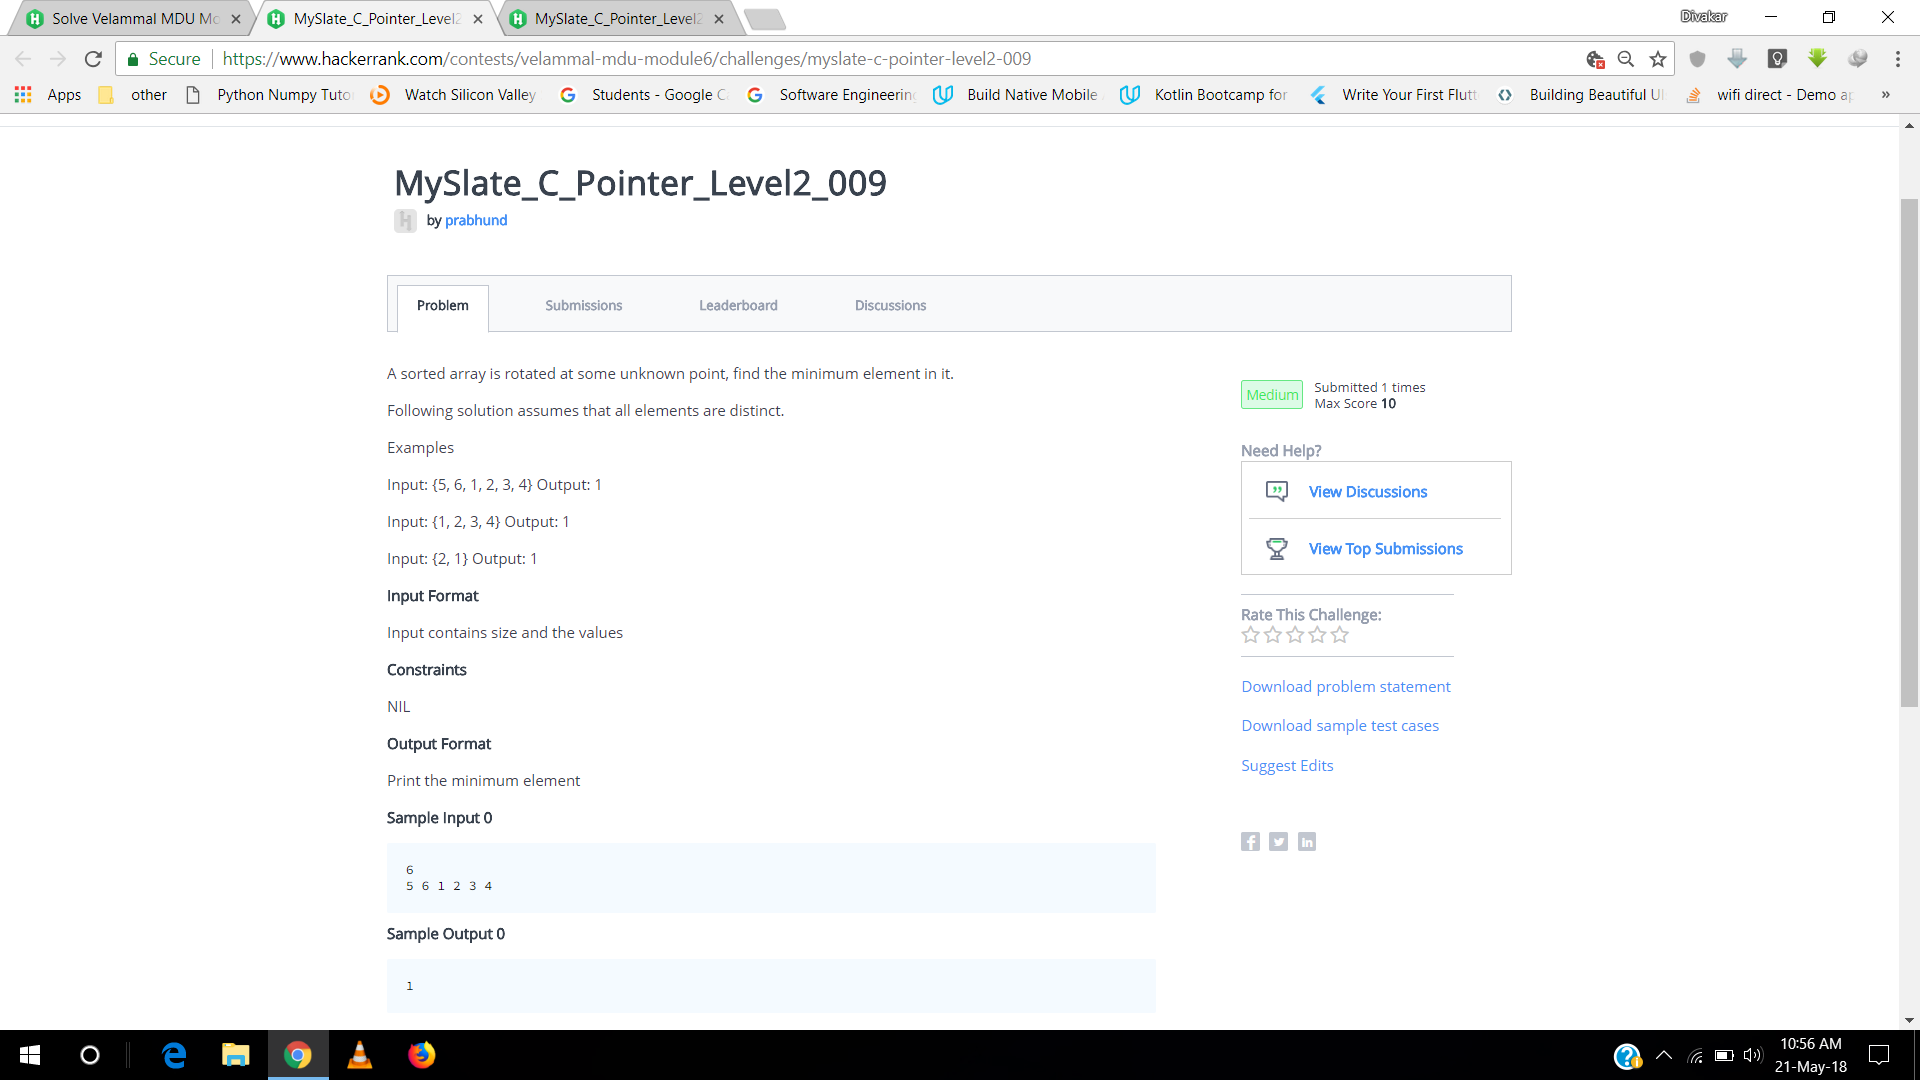 Solve Velammal MDU Mo
MySlate_C_Pointer_Level2
MySlate_C_Pointer_Level2
Divakar
Secure
https://www.hackerrank.com/contests/velammal-mdu-module6/challenges/myslate-c-pointer-level2-009
Apps
other
Python Numpy Tuto
Watch Silicon Valley
Students - Google C
Software Engineering
Build Native Mobile
Kotlin Bootcamp for
Write Your First Flutt
Building Beautiful UI
wifi direct - Demo ap
»
MySlate_C_Pointer_Level2_009
by prabhund
Problem
Submissions
Leaderboard
Discussions
A sorted array is rotated at some unknown point, find the minimum element in it.
Following solution assumes that all elements are distinct.
Examples
Input: {5, 6, 1, 2, 3, 4} Output: 1
Input: {1, 2, 3, 4} Output: 1
Input: {2, 1} Output: 1
Input Format
Input contains size and the values
Constraints
NIL
Output Format
Print the minimum element
Sample Input 0
6
5 6 1 2 3 4
Sample Output 0
1
Medium
Submitted 1 times
Max Score 10
Need Help?
View Discussions
View Top Submissions
Rate This Challenge:
Download problem statement
Download sample test cases
Suggest Edits
10:56 AM
21-May-18